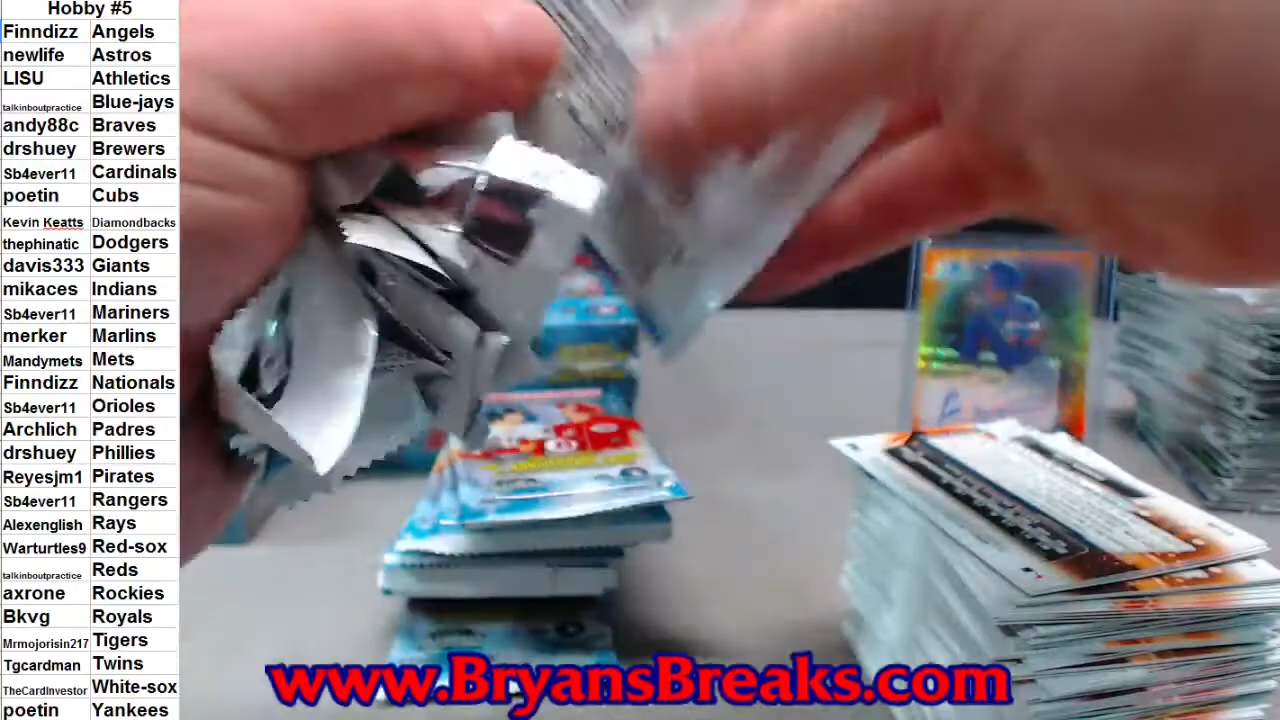 Hobby #5
Finndizz Angels
newlife Astros
LISU Athletics
talkinboutpractice Blue-jays
andy88c Braves
drshuey Brewers
Sb4ever11 Cardinals
poetin Cubs
Kevin Keatts Diamondbacks
thephinatic Dodgers
davis333 Giants
mikaces Indians
Sb4ever11 Mariners
merker Marlins
Mandymets Mets
Finndizz Nationals
Sb4ever11 Orioles
Archlich Padres
drshuey Phillies
Reyesjm1 Pirates
Sb4ever11 Rangers
Alexenglish Rays
Warturtles9 Red-sox
talkinboutpractice Reds
axrone Rockies
Bkvg Royals
Mrmojorisin217 Tigers
Tgcardman Twins
TheCardInvestor White-sox
poetin Yankees
www.BryansBreaks.com